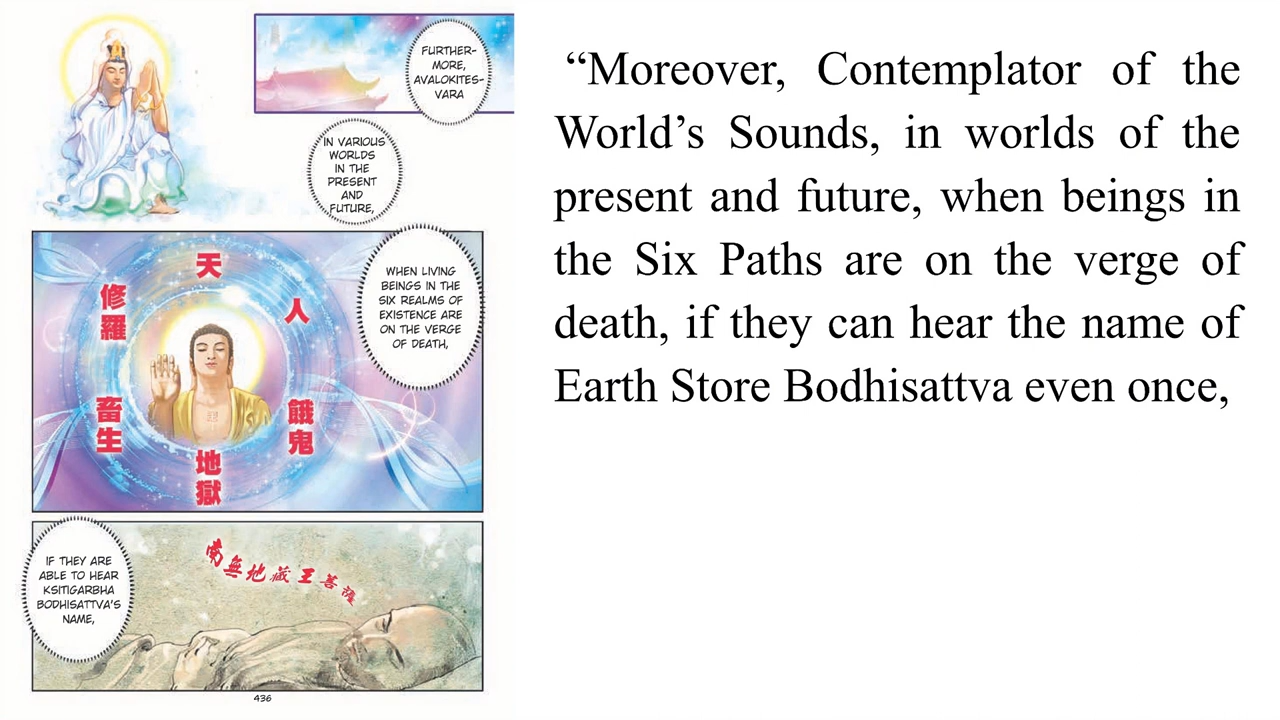 FURTHER-
MORE,
AVALOKITES-
VARA
IN VARIOUS
WORLDS
IN THE
PRESENT
AND
FUTURE,
WHEN LIVING
BEINGS IN THE
SIX REALMS OF
EXISTENCE ARE
ON THE VERGE
OF DEATH,
天
人
餓鬼
地獄
畜生
修羅
IF THEY ARE
ABLE TO HEAR
KSITIGARBHA
BODHISATTVA'S
NAME,
南無地藏王菩薩
436
“Moreover, Contemplator of the
World’s Sounds, in worlds of the
present and future, when beings in
the Six Paths are on the verge of
death, if they can hear the name of
Earth Store Bodhisattva even once,